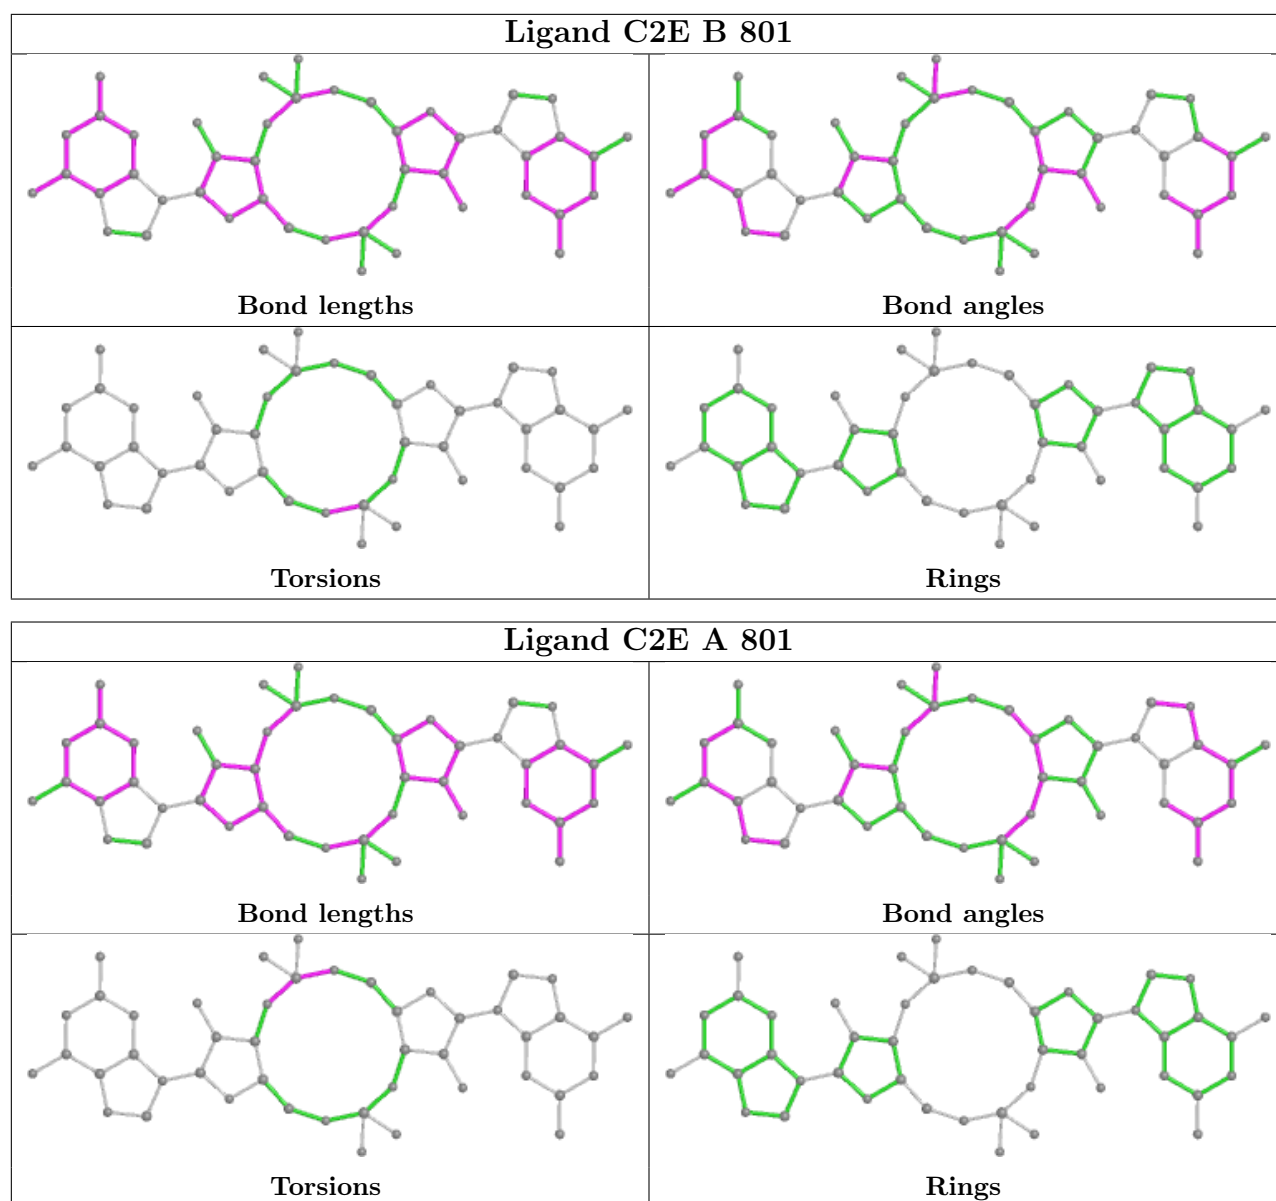 Ligand C2E B 801
Bond lengths
Bond angles
Torsions
Rings
Ligand C2E A 801
Bond lengths
Bond angles
Torsions
Rings